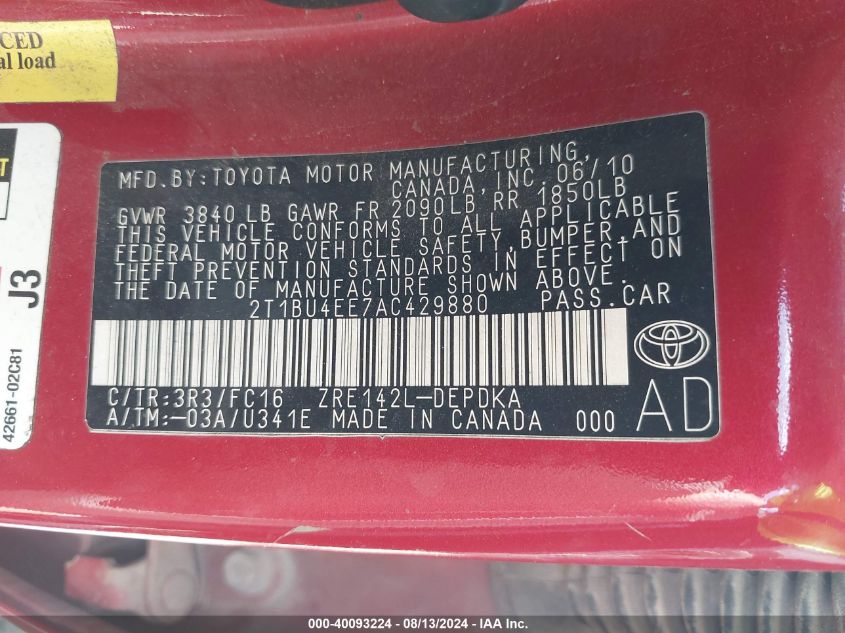 CED
al load
T
J3
42661-02C81
MFD.BY:TOYOTA MOTOR MANUFACTURING,
CANADA, INC. 06/10
GVWR 3840 LB GAWR FR 2090LB RR 1850LB
THIS VEHICLE CONFORMS TO ALL APPLICABLE
FEDERAL MOTOR VEHICLE SAFETY, BUMPER, AND
THEFT PREVENTION STANDARDS IN EFFECT ON
THE DATE OF MANUFACTURE SHOWN ABOVE.
2T1BU4EE7AC429880 PASS.CAR
C/TR:3R3/FC16 ZRE142L-DEPDKA
A/TM:-03A/U341E MADE IN CANADA 000
AD
000-40093224 - 08/13/2024 - IAA Inc.